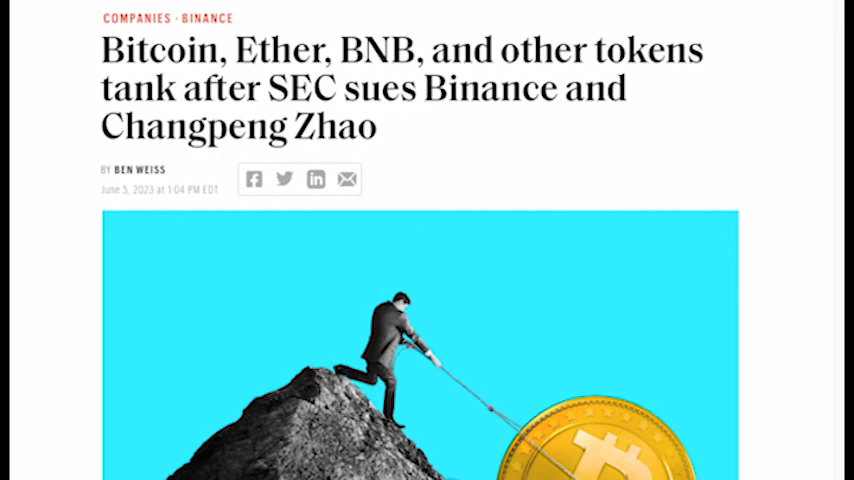 COMPANIES · BINANCE
Bitcoin, Ether, BNB, and other tokens
tank after SEC sues Binance and
Changpeng Zhao
BY BEN WEISS
June 5, 2023 at 1:04 PM EDT